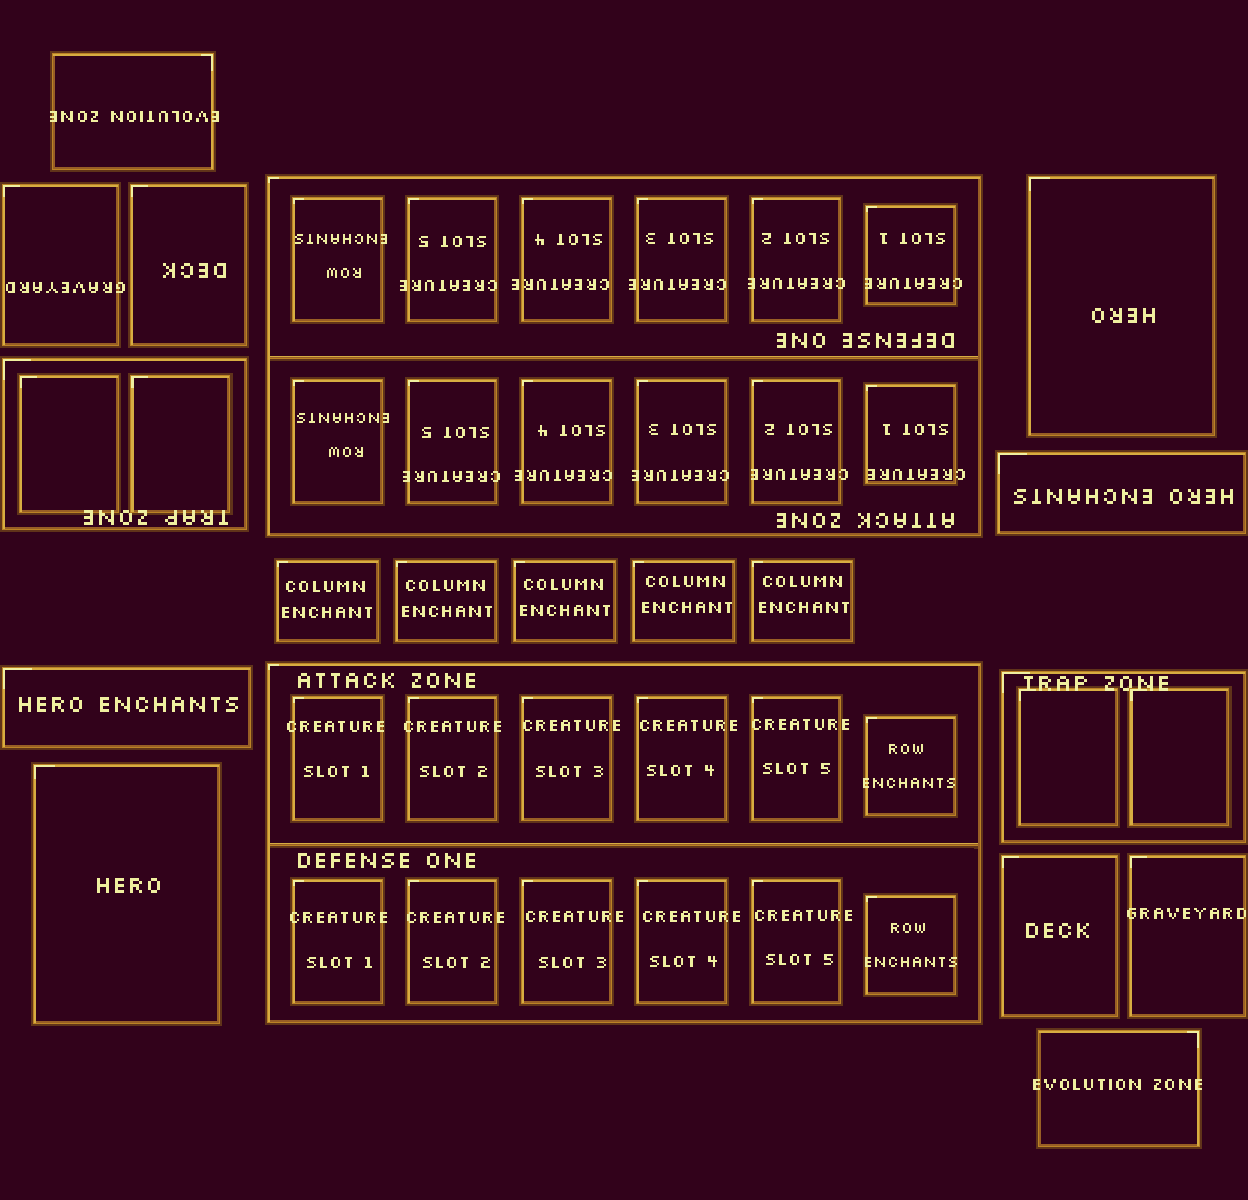 EVOLUTION ZONE
GRAVEYARD
DECK
TRAP ZONE
ROW
ENCHANTS
CREATURE
SLOT 5
CREATURE
SLOT 4
CREATURE
SLOT 3
CREATURE
SLOT 2
CREATURE
SLOT 1
DEFENSE ONE
ROW
ENCHANTS
CREATURE
SLOT 5
CREATURE
SLOT 4
CREATURE
SLOT 3
CREATURE
SLOT 2
CREATURE
SLOT 1
ATTACK ZONE
HERO
HERO ENCHANTS
COLUMN
ENCHANT
COLUMN
ENCHANT
COLUMN
ENCHANT
COLUMN
ENCHANT
COLUMN
ENCHANT
HERO ENCHANTS
HERO
ATTACK ZONE
CREATURE
SLOT 1
CREATURE
SLOT 2
CREATURE
SLOT 3
CREATURE
SLOT 4
CREATURE
SLOT 5
ROW
ENCHANTS
DEFENSE ONE
CREATURE
SLOT 1
CREATURE
SLOT 2
CREATURE
SLOT 3
CREATURE
SLOT 4
CREATURE
SLOT 5
ROW
ENCHANTS
TRAP ZONE
DECK
GRAVEYARD
EVOLUTION ZONE